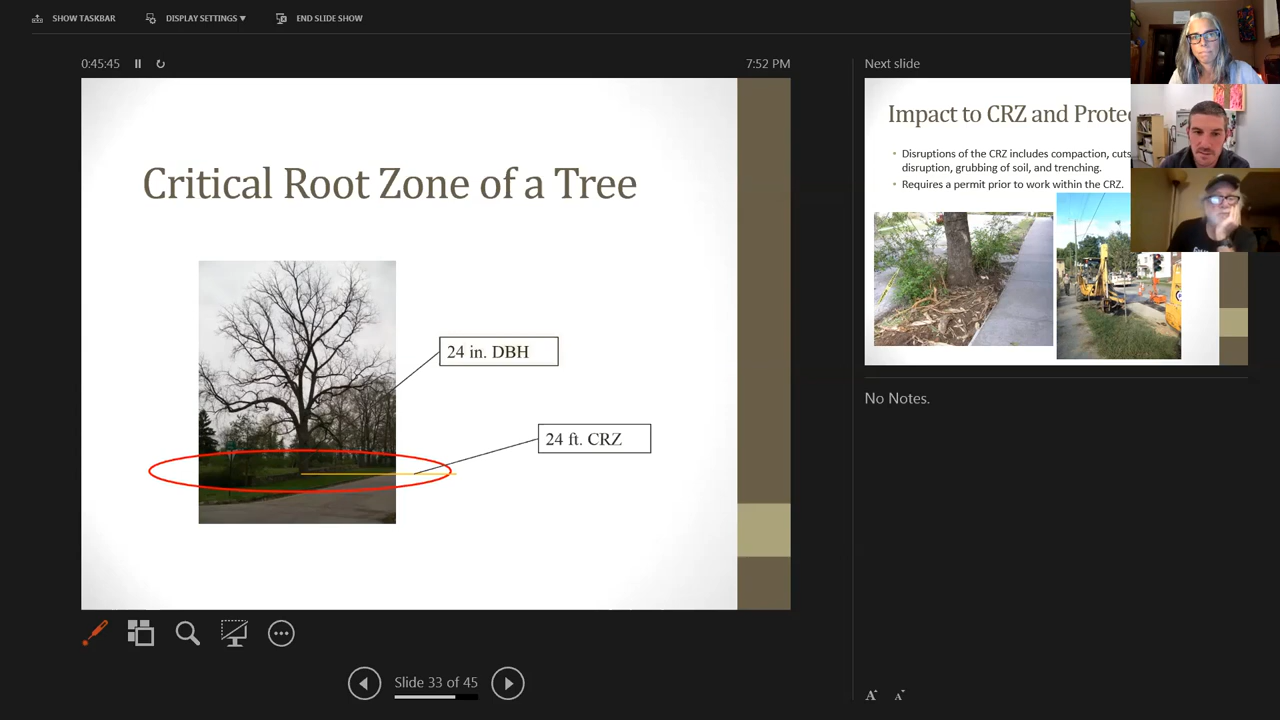 SHOW TASKBAR
DISPLAY SETTINGS ▼
END SLIDE SHOW
0:45:45
7:52 PM
Critical Root Zone of a Tree
24 in. DBH
24 ft. CRZ
Slide 33 of 45
Next slide
Impact to CRZ and
• Disruptions of the CRZ includes compaction, cuts
disruption, grubbing of soil, and trenching.
• Requires a permit prior to work within the CRZ.
No Notes.
A A